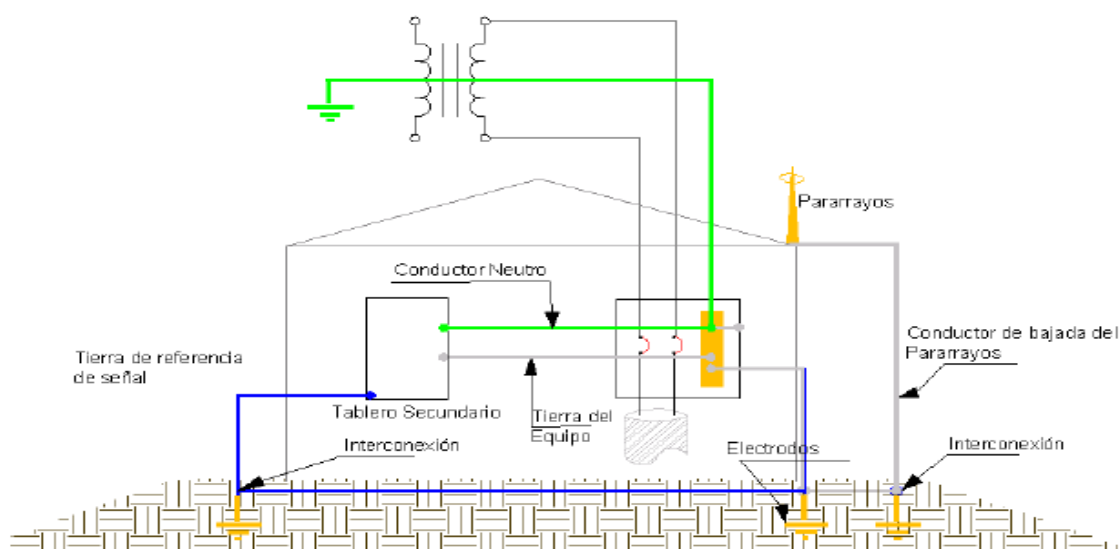 Pararrayos
Conductor Neutro
Conductor de bajada del
Pararrayos
Tierra de referencia
de señal
Tablero Secundario
Tierra del
Equipo
Interconexión
Electrodos
Interconexión